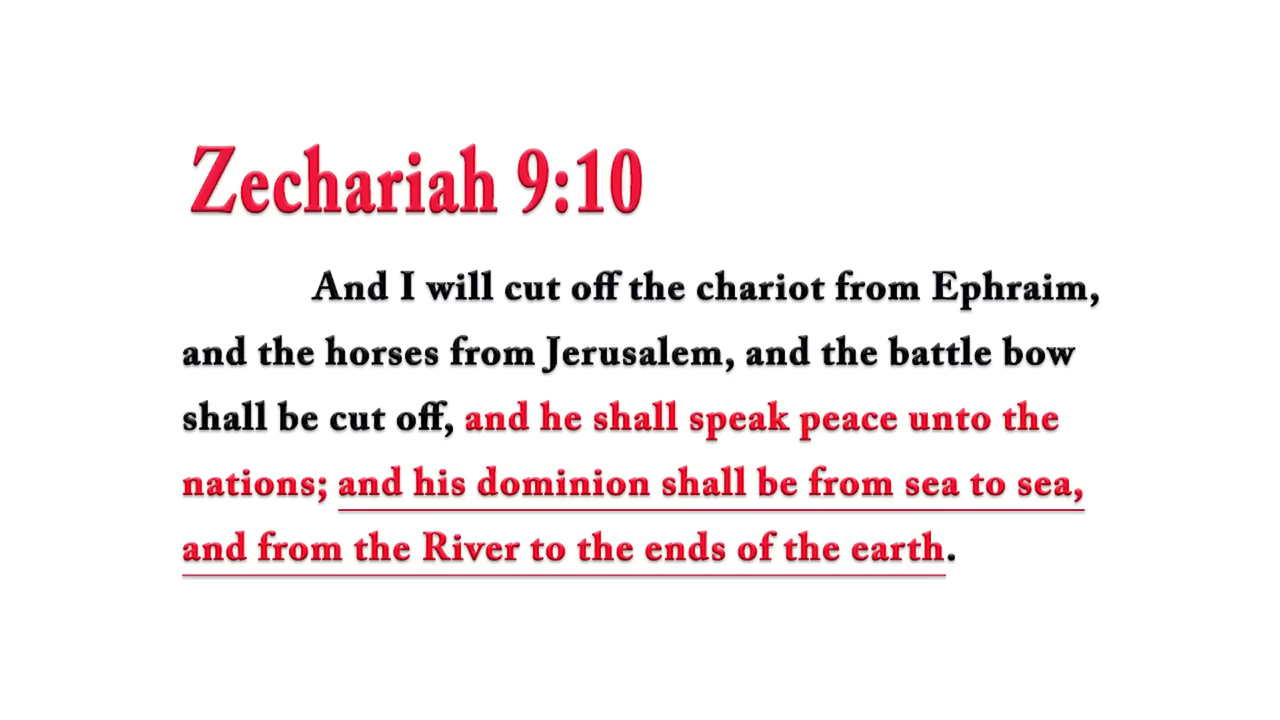 Zechariah 9:10
And I will cut off the chariot from Ephraim,
and the horses from Jerusalem, and the battle bow
shall be cut off, and he shall speak peace unto the
nations; and his dominion shall be from sea to sea,
and from the River to the ends of the earth.